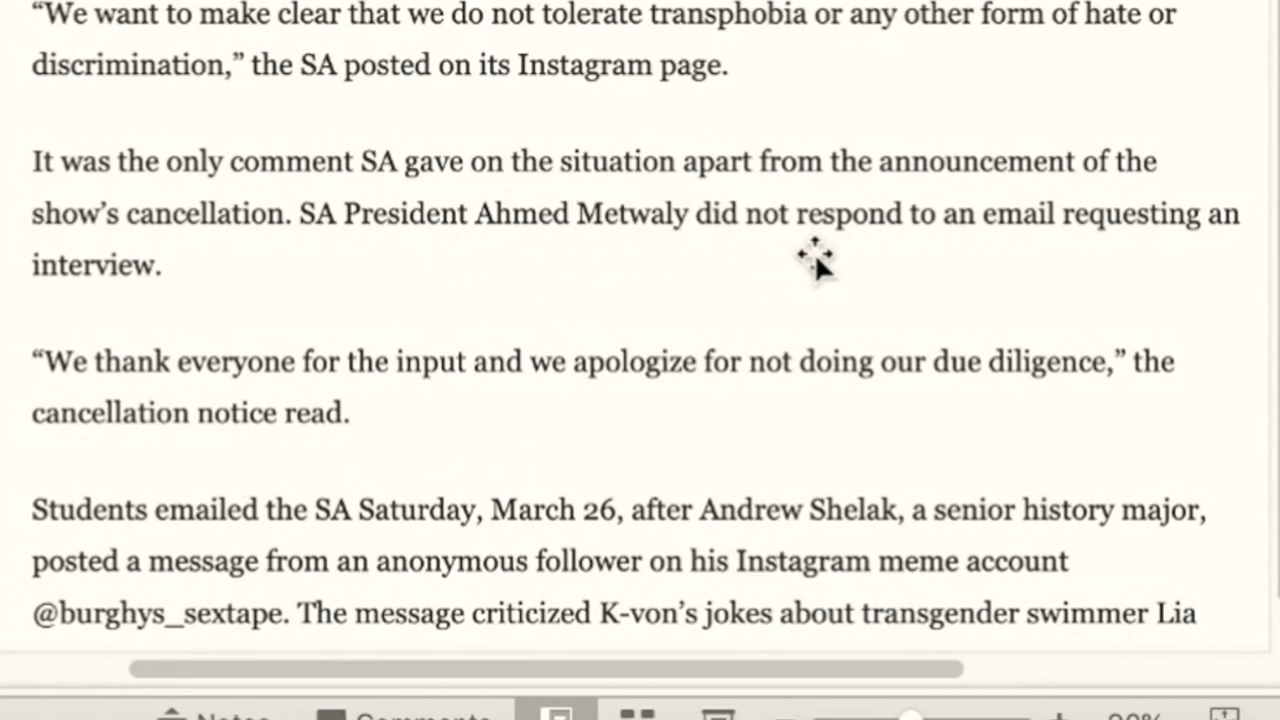 “We want to make clear that we do not tolerate transphobia or any other form of hate or
discrimination,” the SA posted on its Instagram page.
It was the only comment SA gave on the situation apart from the announcement of the
show’s cancellation. SA President Ahmed Metwaly did not respond to an email requesting an
interview.
“We thank everyone for the input and we apologize for not doing our due diligence,” the
cancellation notice read.
Students emailed the SA Saturday, March 26, after Andrew Shelak, a senior history major,
posted a message from an anonymous follower on his Instagram meme account
@burghys_sextape. The message criticized K-von’s jokes about transgender swimmer Lia
Notes Comments